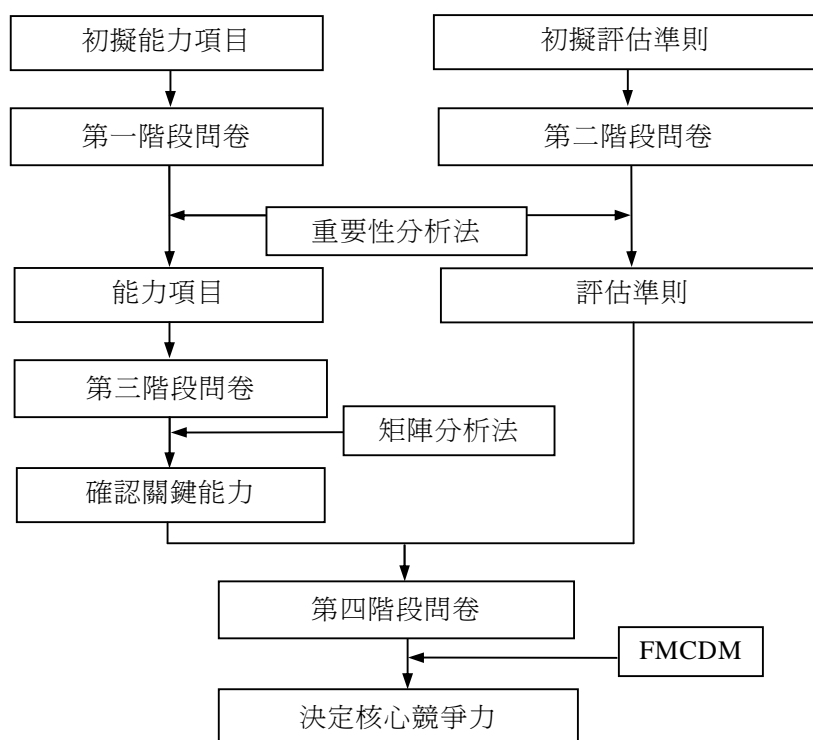 初擬能力項目
初擬評估準則
第一階段問卷
第二階段問卷
重要性分析法
能力項目
評估準則
第三階段問卷
矩陣分析法
確認關鍵能力
第四階段問卷
FMCDM
決定核心競爭力